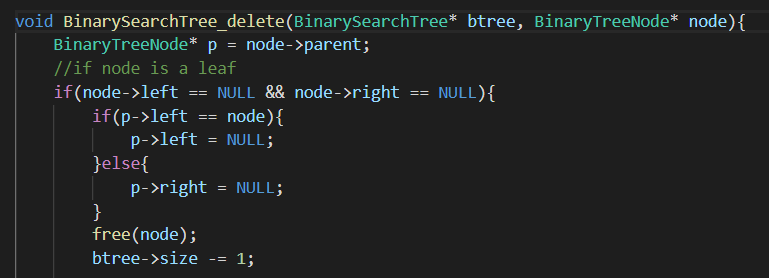 void BinarySearchTree_delete(BinarySearchTree* btree, BinaryTreeNode* node){
    BinaryTreeNode* p = node->parent;
    //if node is a leaf
    if(node->left == NULL && node->right == NULL){
        if(p->left == node){
            p->left = NULL;
        }else{
            p->right = NULL;
        }
        free(node);
        btree->size -= 1;